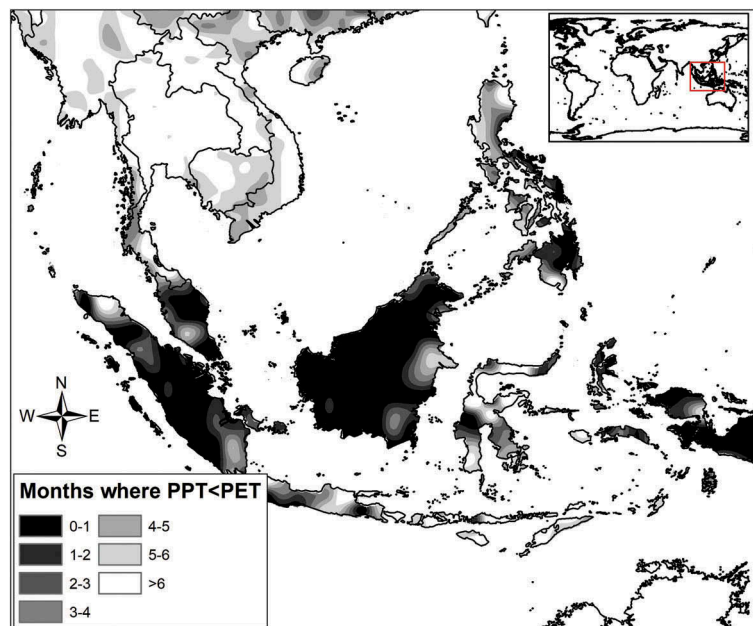 N
W E
S
Months where PPT<PET
0-1 4-5
1-2 5-6
2-3 >6
3-4